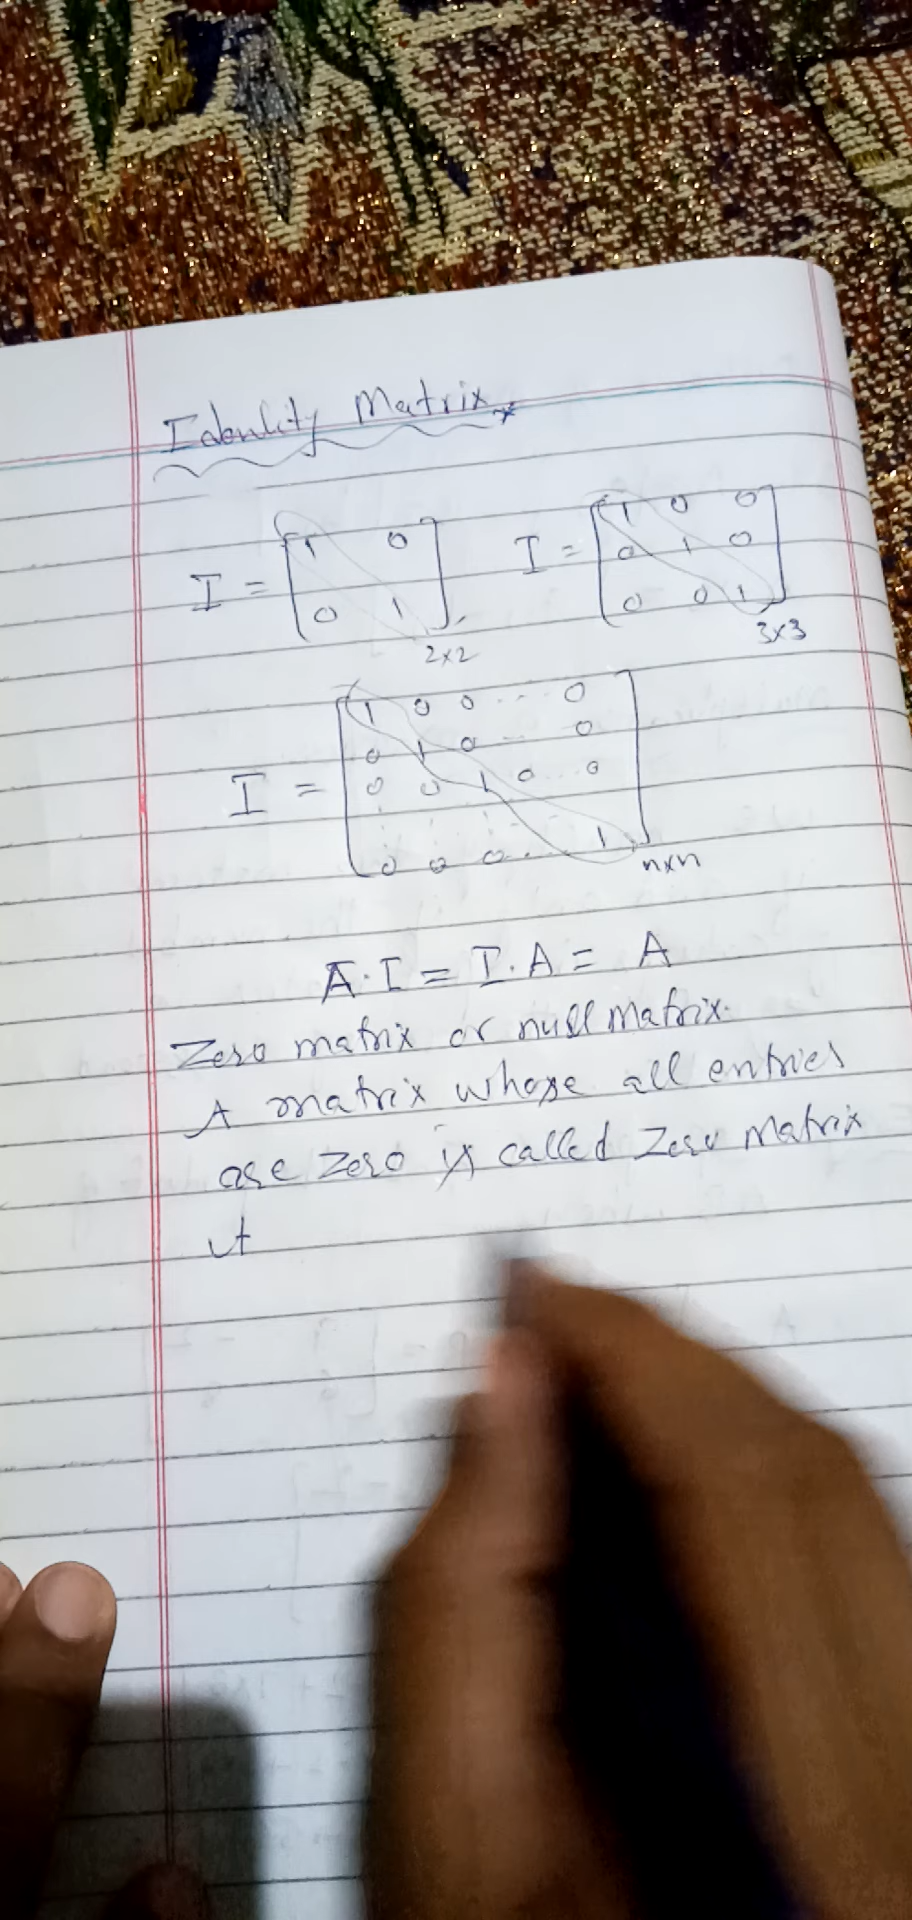 Identity Matrix
I = [ 1 0
0 1 ] 2×2
I = [ 1 0 0
0 1 0
0 0 1 ] 3×3
I = [ 1 0 0 ... 0
0 1 0 ... 0
0 0 1 0 ... 0
0 0 0 ... 1 ] n×n
A·I = I.A = A
Zero matrix or null Matrix.
A matrix whose all entries
are zero is called Zero Matrix
it